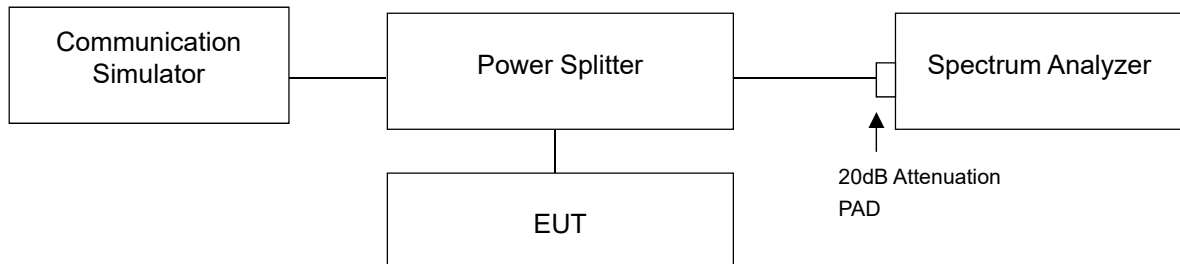 Communication
Simulator
Power Splitter
Spectrum Analyzer
20dB Attenuation
PAD
EUT